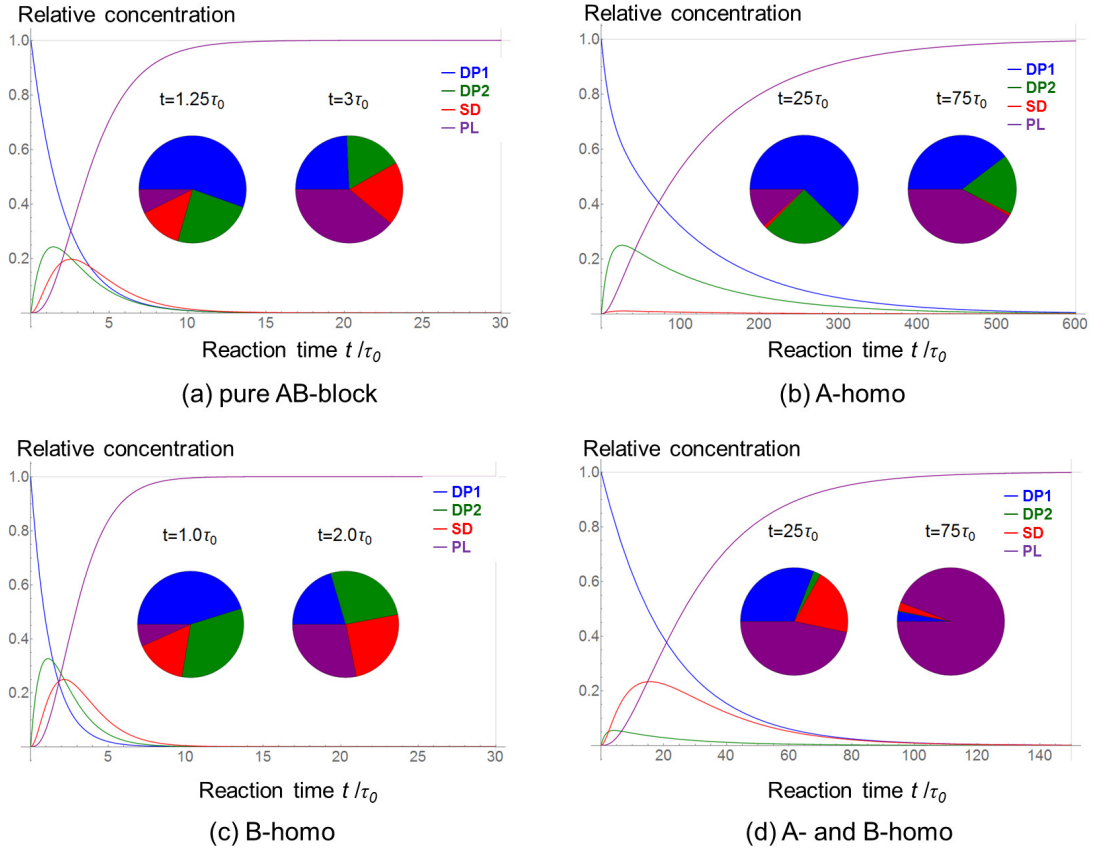 Relative concentration
1.0
0.8
0.6
0.4
0.2
5
10
15
20
25
30
t=1.25τ0
t=3τ0
DP1
DP2
SD
PL
Reaction time t /τ0
(a) pure AB-block
Relative concentration
1.0
0.8
0.6
0.4
0.2
100
200
300
400
500
600
t=25τ0
t=75τ0
DP1
DP2
SD
PL
Reaction time t /τ0
(b) A-homo
Relative concentration
1.0
0.8
0.6
0.4
0.2
5
10
15
20
25
30
t=1.0τ0
t=2.0τ0
DP1
DP2
SD
PL
Reaction time t /τ0
(c) B-homo
Relative concentration
1.0
0.8
0.6
0.4
0.2
20
40
60
80
100
120
140
t=25τ0
t=75τ0
DP1
DP2
SD
PL
Reaction time t /τ0
(d) A- and B-homo